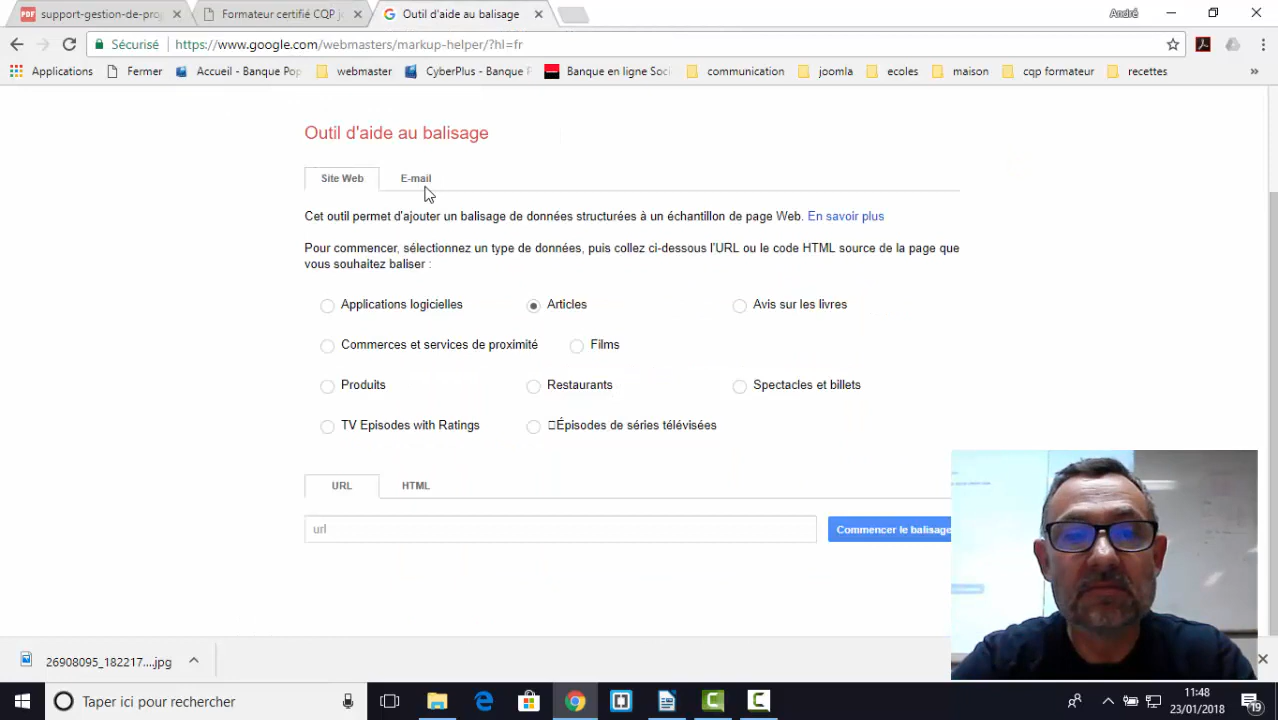 support-gestion-de-pro
Formateur certifié CQP
Outil d'aide au balisage
André
Sécurisé
https://www.google.com/webmasters/markup-helper/?hl=fr
Applications
Fermer
Accueil - Banque Pop
webmaster
CyberPlus - Banque P
Banque en ligne Soci
communication
joomla
ecoles
maison
cqp formateur
recettes
»
Outil d'aide au balisage
Site Web
E-mail
Cet outil permet d'ajouter un balisage de données structurées à un échantillon de page Web. En savoir plus
Pour commencer, sélectionnez un type de données, puis collez ci-dessous l'URL ou le code HTML source de la page que
vous souhaitez baliser :
Applications logicielles
Articles
Avis sur les livres
Commerces et services de proximité
Films
Produits
Restaurants
Spectacles et billets
TV Episodes with Ratings
Épisodes de séries télévisées
URL
HTML
url
Commencer le balisage
26908095_182217....jpg
Taper ici pour rechercher
11:48
23/01/2018
19